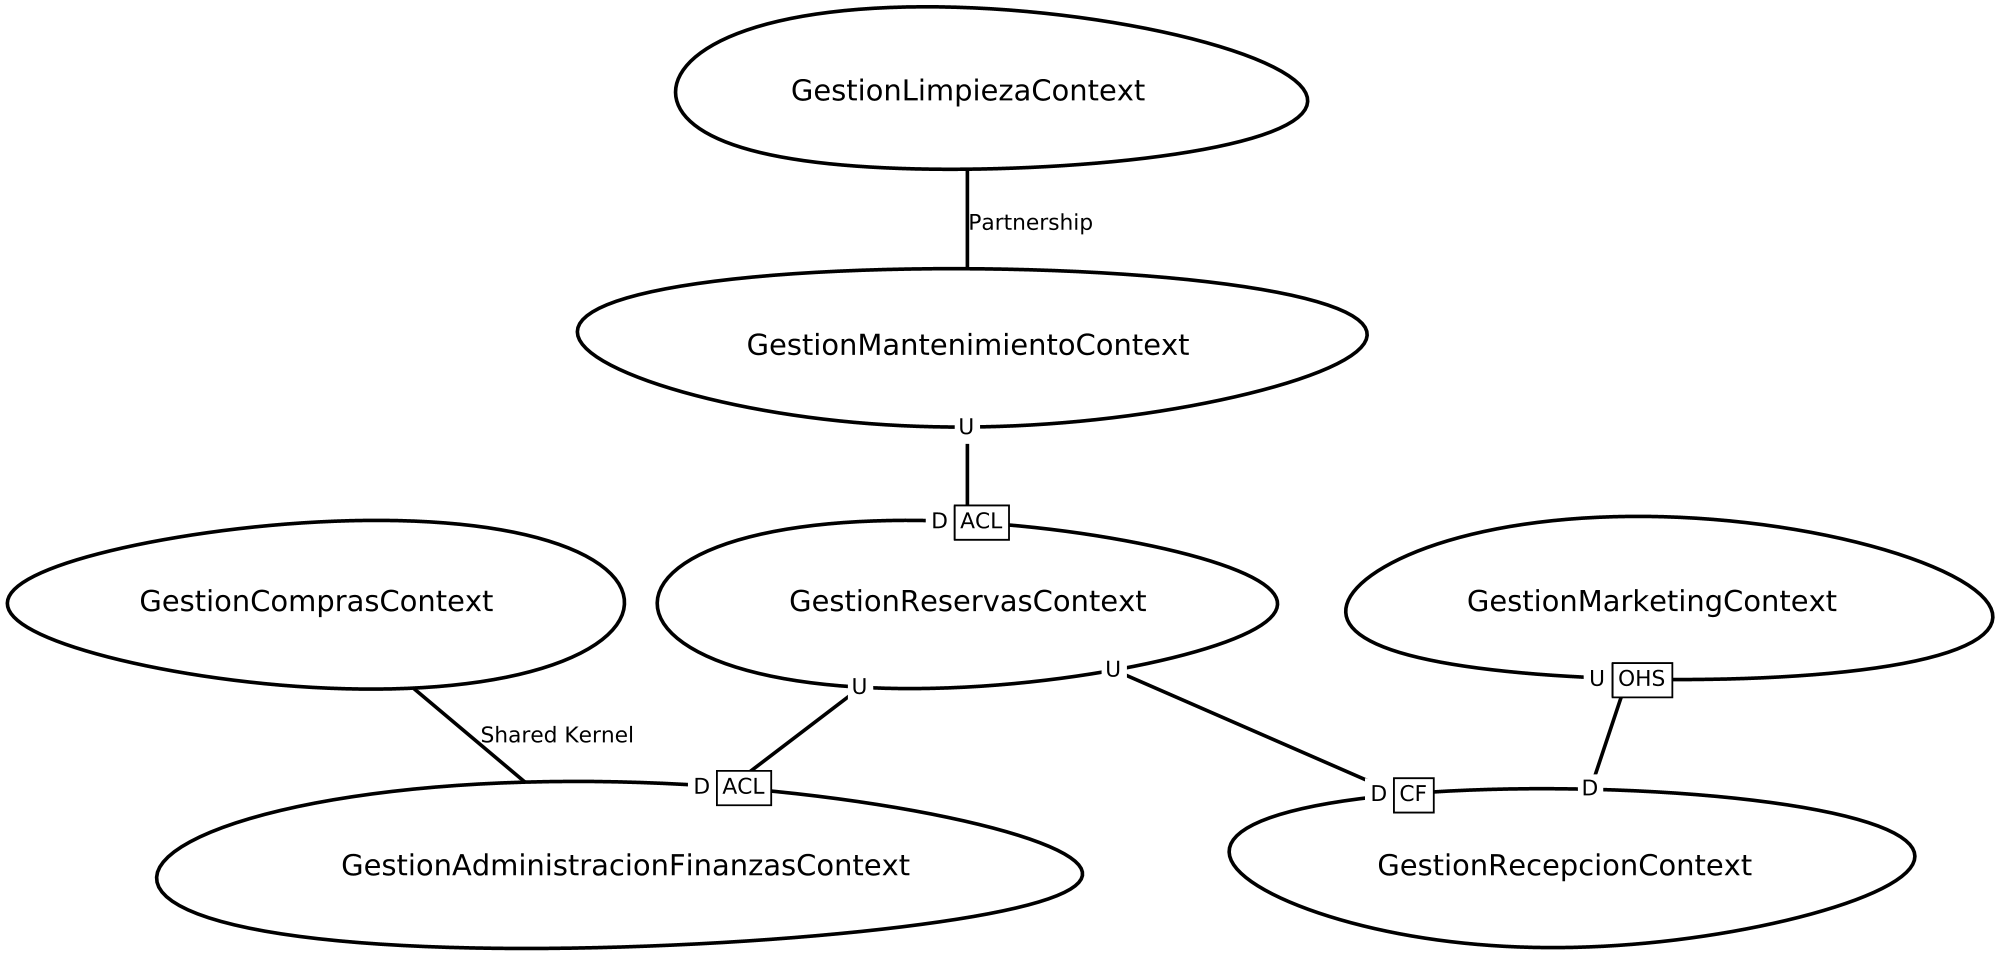 GestionLimpiezaContext
Partnership
GestionMantenimientoContext
U
D ACL
GestionComprasContext
GestionReservasContext
GestionMarketingContext
U
U
U OHS
Shared Kernel
D ACL
D CF
D
GestionAdministracionFinanzasContext
GestionRecepcionContext